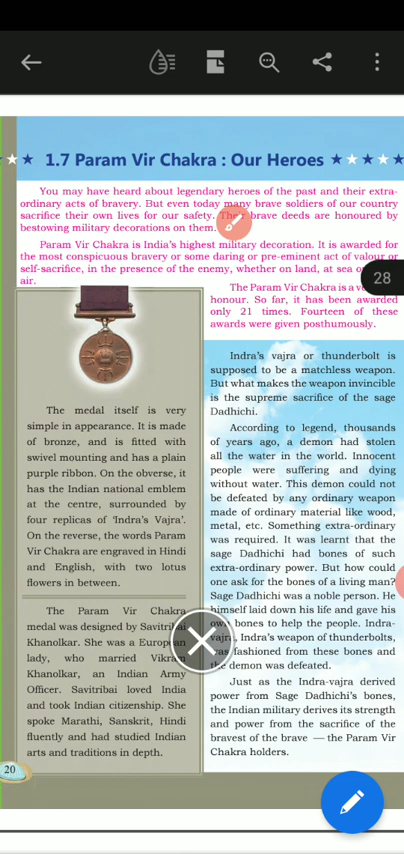 1.7 Param Vir Chakra : Our Heroes
You may have heard about legendary heroes of the past and their extra-
ordinary acts of bravery. But even today many brave soldiers of our country
sacrifice their own lives for our safety. Their brave deeds are honoured by
bestowing military decorations on them.
Param Vir Chakra is India's highest military decoration. It is awarded for
the most conspicuous bravery or some daring or pre-eminent act of valour or
self-sacrifice, in the presence of the enemy, whether on land, at sea or
air.
28
The Param Vir Chakra is a
honour. So far, it has been awarded
only 21 times. Fourteen of these
awards were given posthumously.
The medal itself is very
simple in appearance. It is made
of bronze, and is fitted with
swivel mounting and has a plain
purple ribbon. On the obverse, it
has the Indian national emblem
at the centre, surrounded by
four replicas of 'Indra's Vajra'.
On the reverse, the words Param
Vir Chakra are engraved in Hindi
and English, with two lotus
flowers in between.
The Param Vir Chakra
medal was designed by Savitribai
Khanolkar. She was a European
lady, who married Vikram
Khanolkar, an Indian Army
Officer. Savitribai loved India
and took Indian citizenship. She
spoke Marathi, Sanskrit, Hindi
fluently and had studied Indian
arts and traditions in depth.
Indra's vajra or thunderbolt is
supposed to be a matchless weapon.
But what makes the weapon invincible
is the supreme sacrifice of the sage
Dadhichi.
According to legend, thousands
of years ago, a demon had stolen
all the water in the world. Innocent
people were suffering and dying
without water. This demon could not
be defeated by any ordinary weapon
made of ordinary material like wood,
metal, etc. Something extra-ordinary
was required. It was learnt that the
sage Dadhichi had bones of such
extra-ordinary power. But how could
one ask for the bones of a living man?
Sage Dadhichi was a noble person. He
himself laid down his life and gave his
own bones to help the people. Indra-
vajra, Indra's weapon of thunderbolts,
was fashioned from these bones and
the demon was defeated.
Just as the Indra-vajra derived
power from Sage Dadhichi's bones,
the Indian military derives its strength
and power from the sacrifice of the
bravest of the brave — the Param Vir
Chakra holders.
20